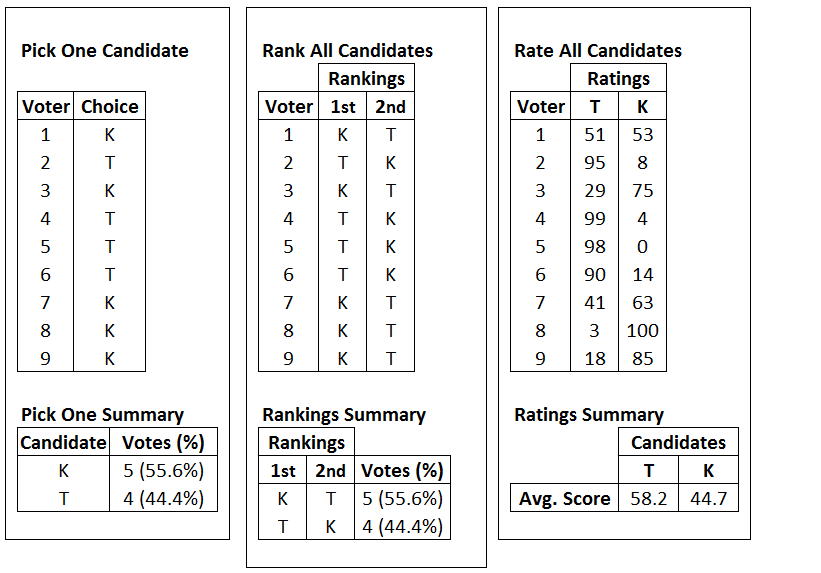 Pick One Candidate
Voter Choice
1 K
2 T
3 K
4 T
5 T
6 T
7 K
8 K
9 K
Pick One Summary
Candidate Votes (%)
K 5 (55.6%)
T 4 (44.4%)
Rank All Candidates
Rankings
Voter 1st 2nd
1 K T
2 T K
3 K T
4 T K
5 T K
6 T K
7 K T
8 K T
9 K T
Rankings Summary
Rankings
1st 2nd Votes (%)
K T 5 (55.6%)
T K 4 (44.4%)
Rate All Candidates
Ratings
Voter T K
1 51 53
2 95 8
3 29 75
4 99 4
5 98 0
6 90 14
7 41 63
8 3 100
9 18 85
Ratings Summary
Candidates
T K
Avg. Score 58.2 44.7